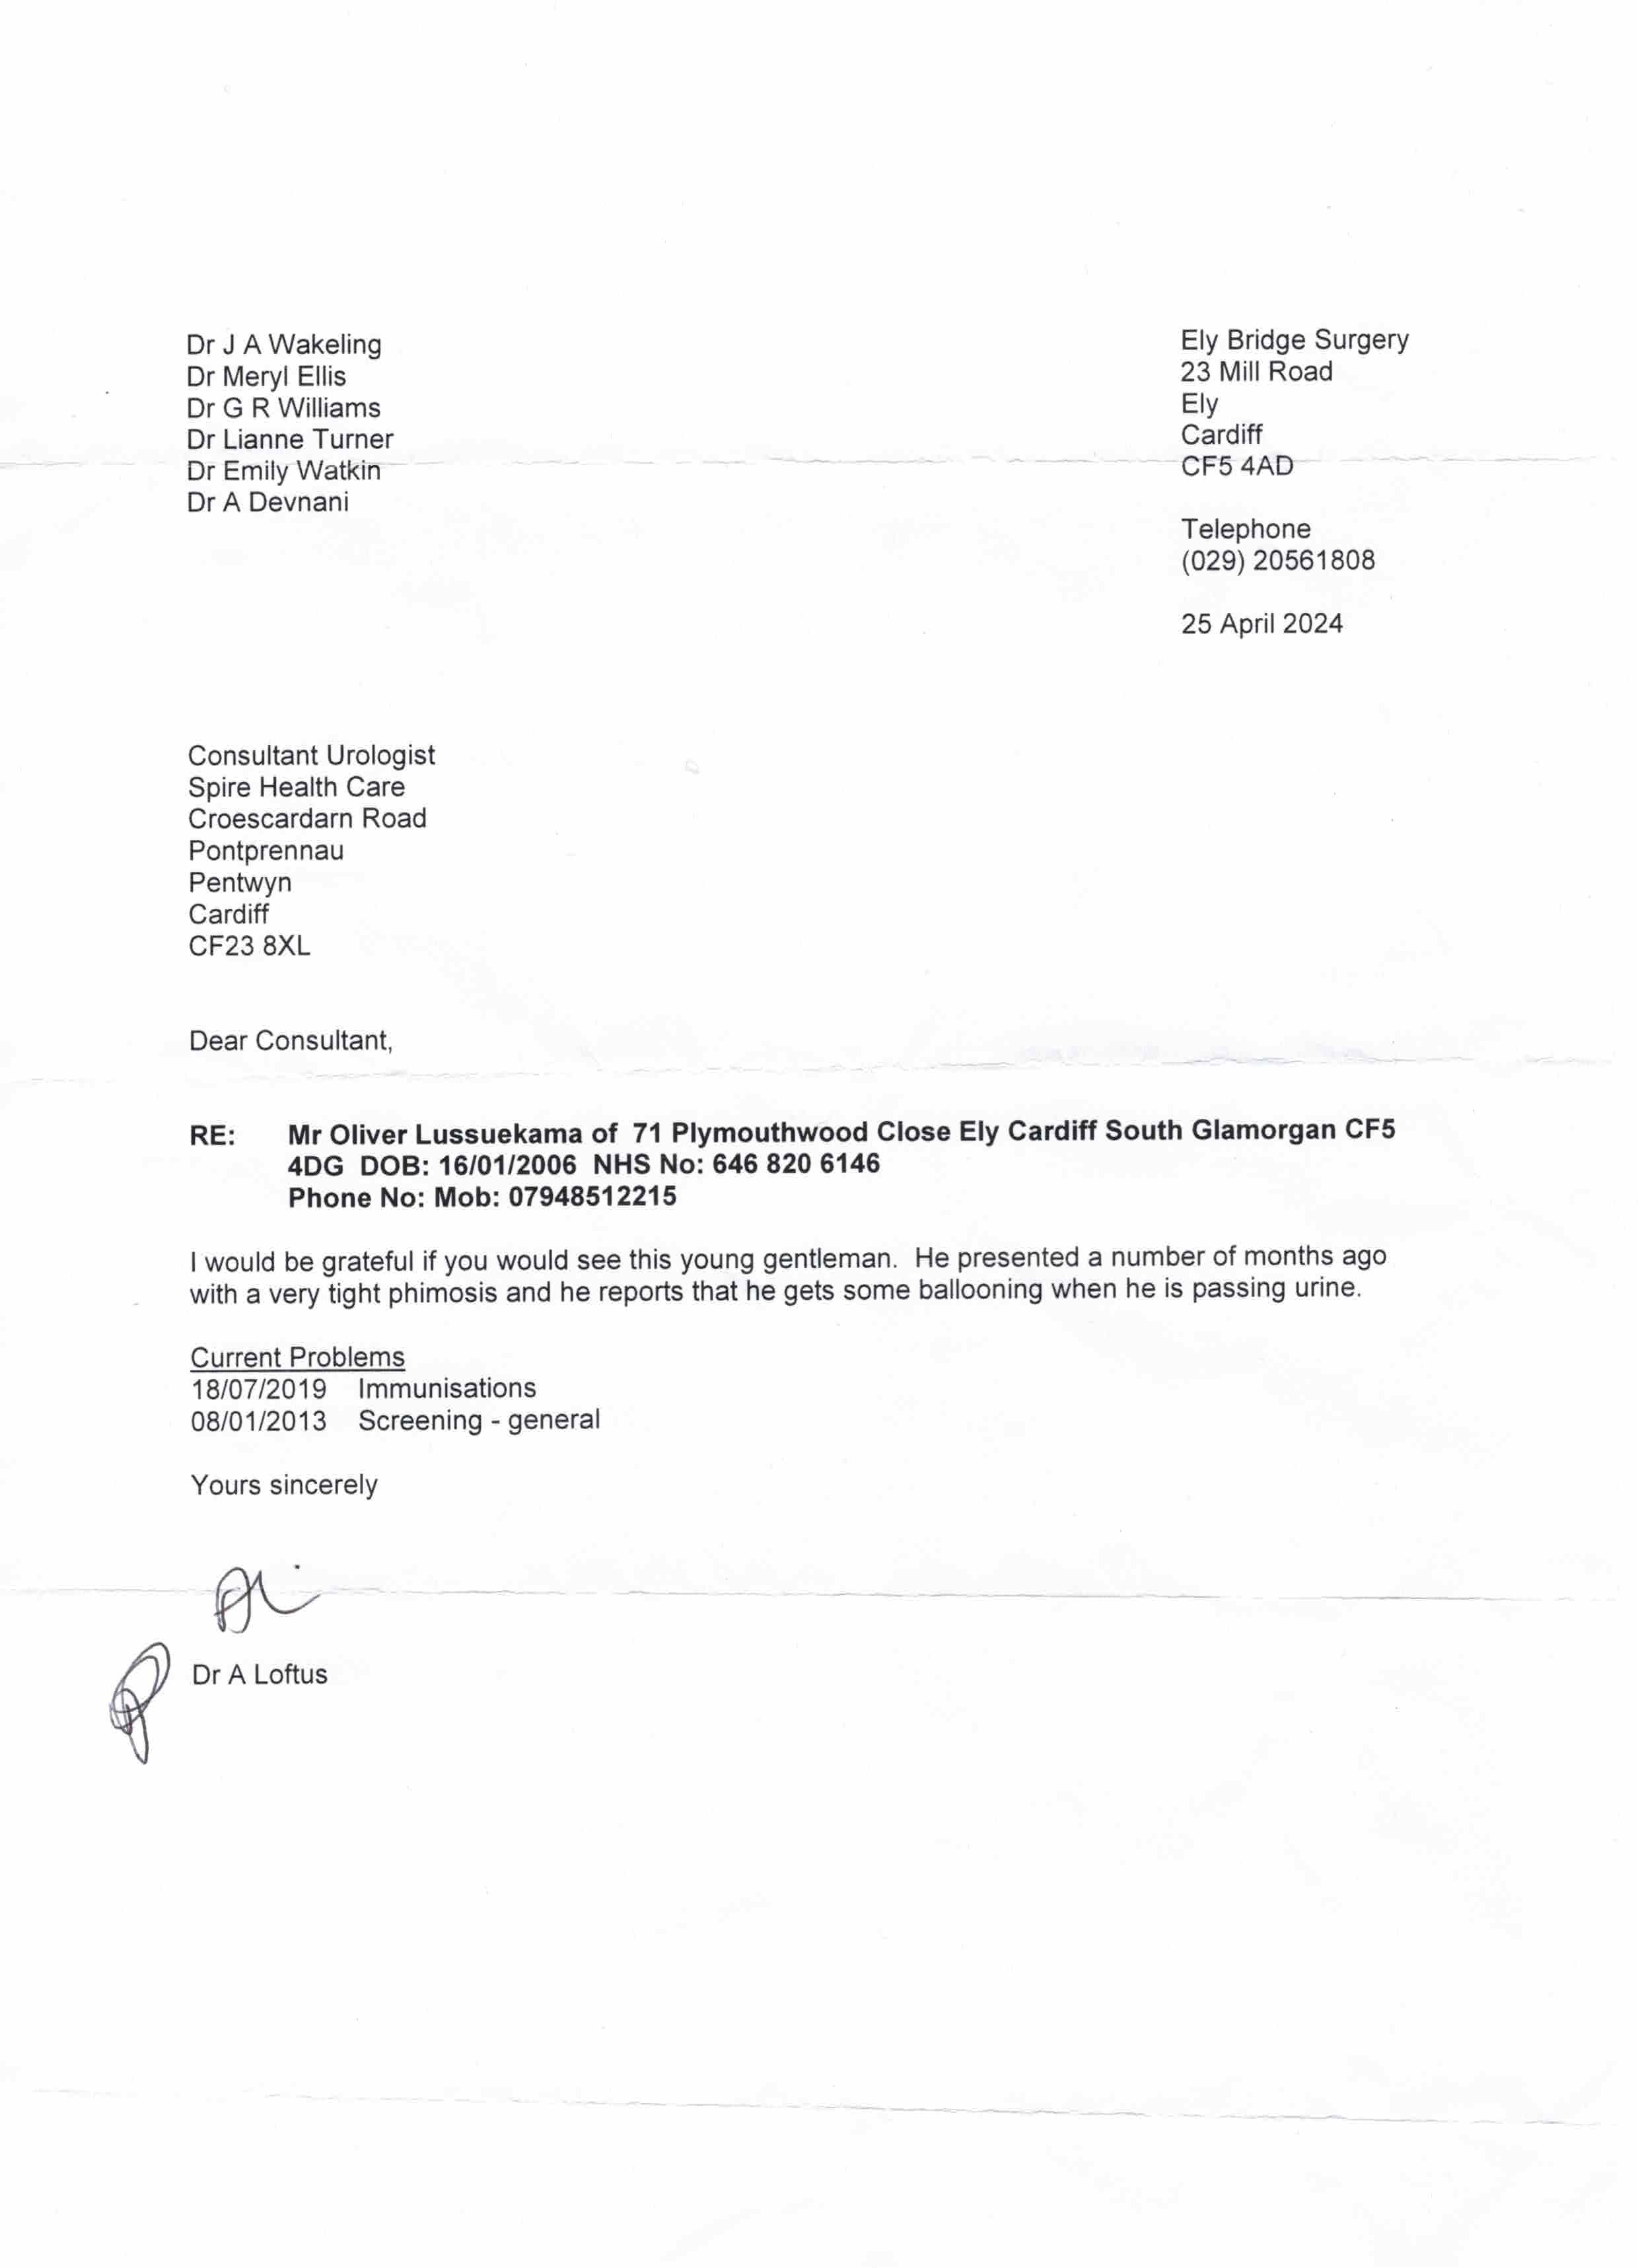 Dr J A Wakeling
Dr Meryl Ellis
Dr G R Williams
Dr Lianne Turner
Dr Emily Watkin
Dr A Devnani
Ely Bridge Surgery
23 Mill Road
Ely
Cardiff
CF5 4AD
Telephone
(029) 20561808
25 April 2024
Consultant Urologist
Spire Health Care
Croescardarn Road
Pontprennau
Pentwyn
Cardiff
CF23 8XL
Dear Consultant,
RE: Mr Oliver Lussuekama of 71 Plymouthwood Close Ely Cardiff South Glamorgan CF5
4DG DOB: 16/01/2006 NHS No: 646 820 6146
Phone No: Mob: 07948512215
I would be grateful if you would see this young gentleman. He presented a number of months ago
with a very tight phimosis and he reports that he gets some ballooning when he is passing urine.
Current Problems
18/07/2019 Immunisations
08/01/2013 Screening - general
Yours sincerely
Dr A Loftus